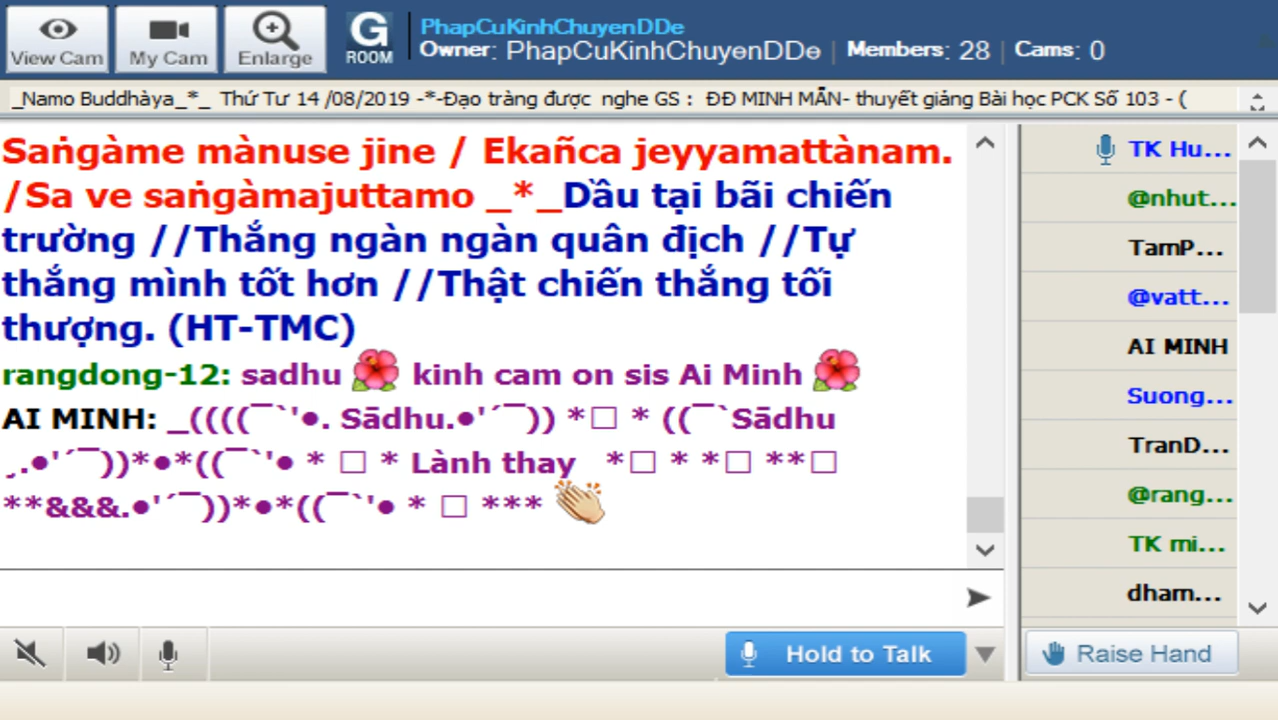 PhapCuKinhChuyenDDe
View Cam My Cam Enlarge G ROOM Owner: PhapCuKinhChuyenDDe | Members: 28 | Cams: 0
_Namo Buddhàya_*_ Thứ Tư 14 /08/2019 -*-Đạo tràng được nghe GS : ĐĐ MINH MẪN- thuyết giảng Bài học PCK Số 103 - (
Saṅgàme mànuse jine / Ekañca jeyyamattànam.
/Sa ve saṅgàmajuttamo _*_Dầu tại bãi chiến
trường //Thắng ngàn ngàn quân địch //Tự
thắng mình tốt hơn //Thật chiến thắng tối
thượng. (HT-TMC)
rangdong-12: sadhu 🌺 kinh cam on sis Ai Minh 🌺
AI MINH: _((((¯`'●. Sādhu.●'´¯)) *□ * ((¯`Sādhu
¸.●'´¯))*●*((¯`'● * □ * Lành thay *□ * *□ **□
**&&&.●'´¯))*●*((¯`'● * □ *** 👏
TK Hu...
@nhut...
TamP...
@vatt...
AI MINH
Suong...
TranD...
@rang...
TK mi...
dham...
Hold to Talk
Raise Hand